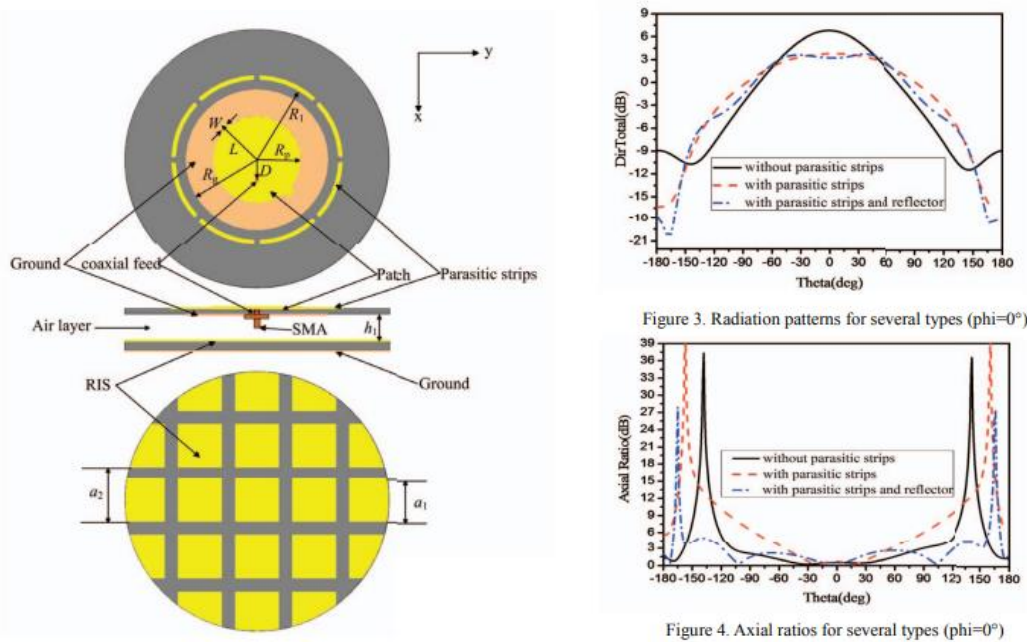 y
x
W
R1
L
Rp
D
Rg
Ground
coaxial feed
Patch
Parasitic strips
Air layer
SMA
h1
RIS
Ground
a2
a1
9
6
3
0
-3
-6
-9
-12
-10
-18
-21
DirTotal(dB)
without parasitic strips
with parasitic strips
with parasitic strips and reflector
-180 -150 -120 -90 -60 -30 0 30 60 90 120 150 180
Theta(deg)
Figure 3. Radiation patterns for several types (phi=0°)
39
36
33
30
27
24
21
18
15
12
9
6
3
0
Axial Ratio(dB)
without parasitic strips
with parasitic strips
with parasitic strips and reflector
-180 -150 -120 -90 -60 -30 0 30 60 90 120 150 180
Theta(deg)
Figure 4. Axial ratios for several types (phi=0°)